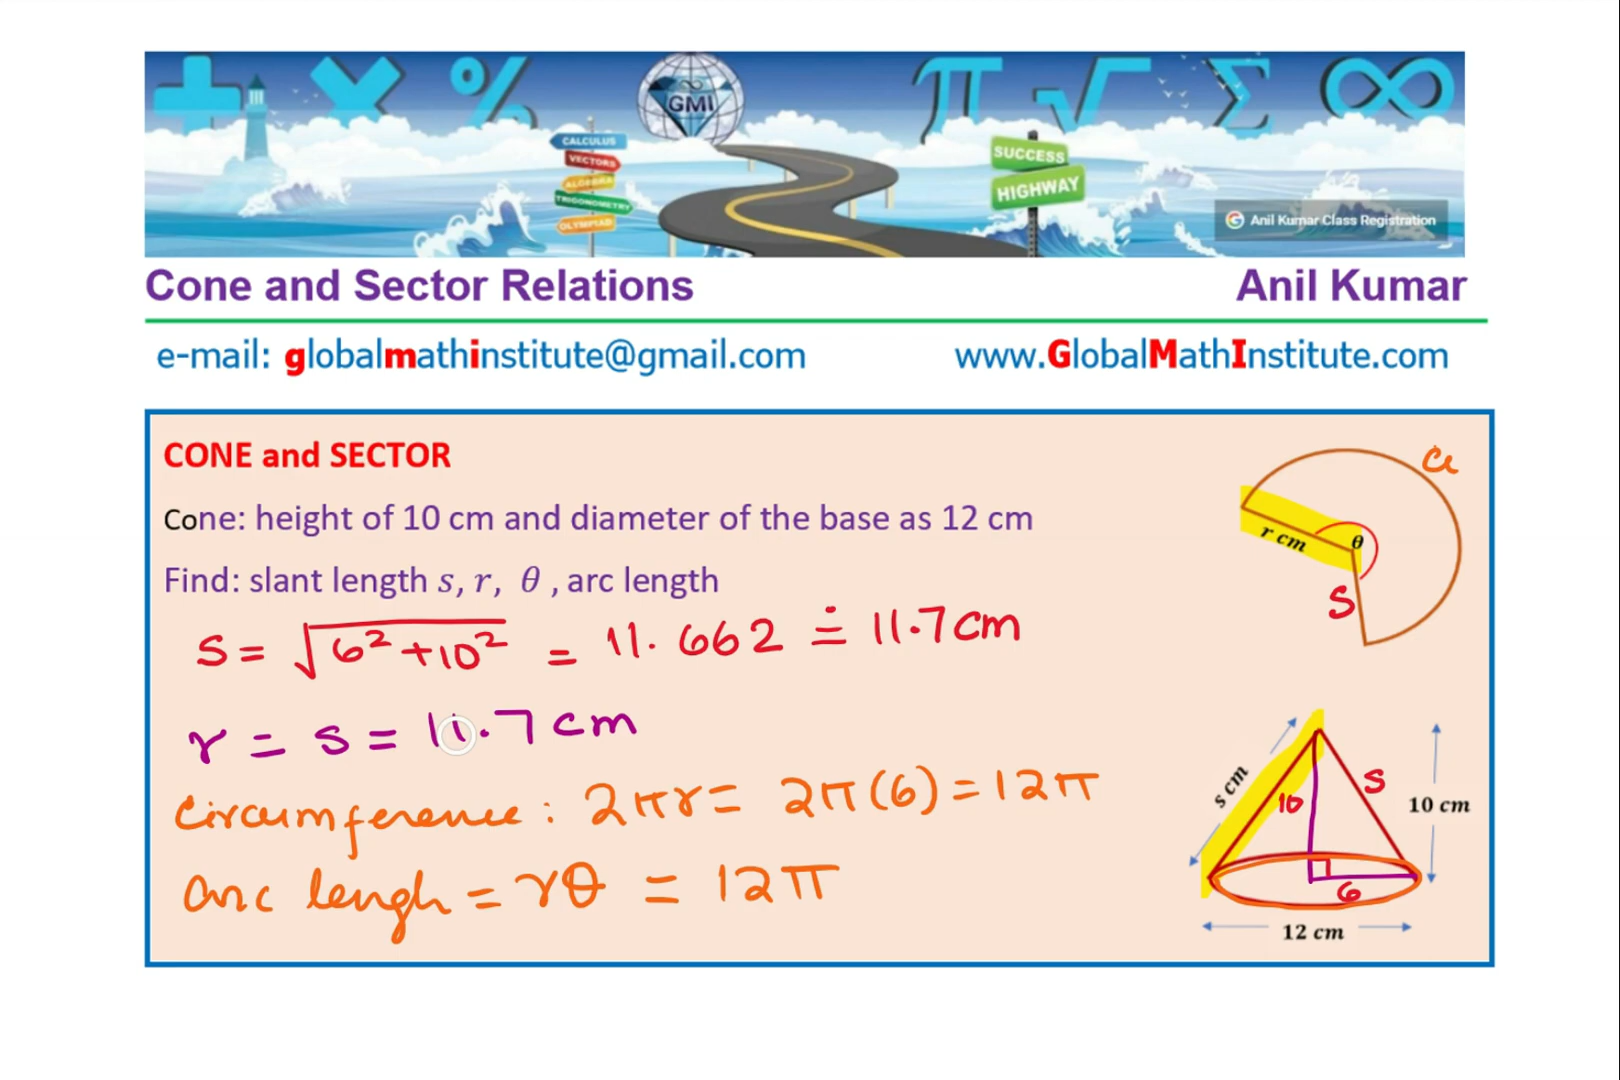 GMI
CALCULUS
VECTORS
ALGEBRA
TRIGONOMETRY
OLYMPIAD
SUCCESS
HIGHWAY
Anil Kumar Class Registration
Cone and Sector Relations Anil Kumar
e-mail: globalmathinstitute@gmail.com www.GlobalMathInstitute.com
CONE and SECTOR
Cone: height of 10 cm and diameter of the base as 12 cm
Find: slant length s, r, θ , arc length
s = √6² + 10² = 11.662 ≐ 11.7cm
r = s = 11.7 cm
Circumference: 2πr = 2π(6) = 12π
arc lengh = rθ = 12π
a
r cm
θ
S
s cm
10
S
10 cm
6
12 cm